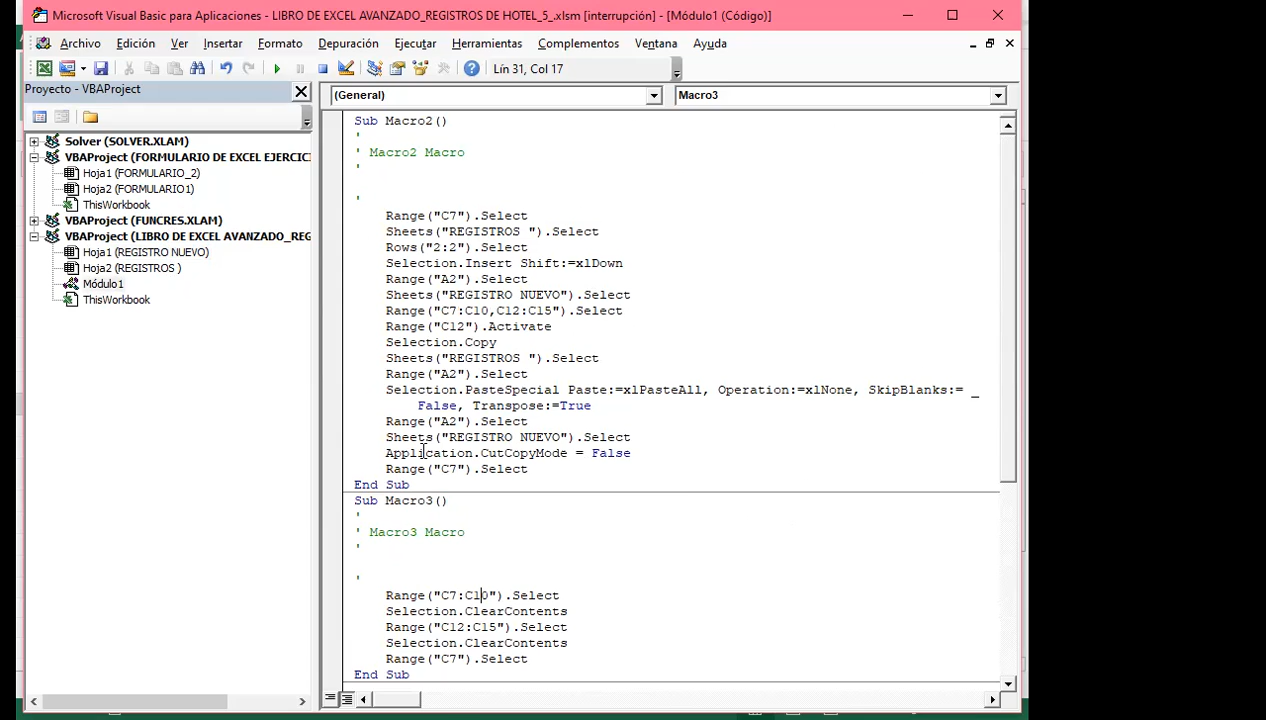 Microsoft Visual Basic para Aplicaciones - LIBRO DE EXCEL AVANZADO_REGISTROS DE HOTEL_5_.xlsm [interrupción] - [Módulo1 (Código)]
Archivo Edición Ver Insertar Formato Depuración Ejecutar Herramientas Complementos Ventana Ayuda
Lín 31, Col 17
Proyecto - VBAProject
(General)
Macro3
Solver (SOLVER.XLAM)
VBAProject (FORMULARIO DE EXCEL EJERCICI
Hoja1 (FORMULARIO_2)
Hoja2 (FORMULARIO1)
ThisWorkbook
VBAProject (FUNCRES.XLAM)
VBAProject (LIBRO DE EXCEL AVANZADO_REG
Hoja1 (REGISTRO NUEVO)
Hoja2 (REGISTROS )
Módulo1
ThisWorkbook
Sub Macro2()
'
' Macro2 Macro
'
'
Range("C7").Select
Sheets("REGISTROS ").Select
Rows("2:2").Select
Selection.Insert Shift:=xlDown
Range("A2").Select
Sheets("REGISTRO NUEVO").Select
Range("C7:C10,C12:C15").Select
Range("C12").Activate
Selection.Copy
Sheets("REGISTROS ").Select
Range("A2").Select
Selection.PasteSpecial Paste:=xlPasteAll, Operation:=xlNone, SkipBlanks:= _
False, Transpose:=True
Range("A2").Select
Sheets("REGISTRO NUEVO").Select
Application.CutCopyMode = False
Range("C7").Select
End Sub
Sub Macro3()
'
' Macro3 Macro
'
'
Range("C7:C10").Select
Selection.ClearContents
Range("C12:C15").Select
Selection.ClearContents
Range("C7").Select
End Sub